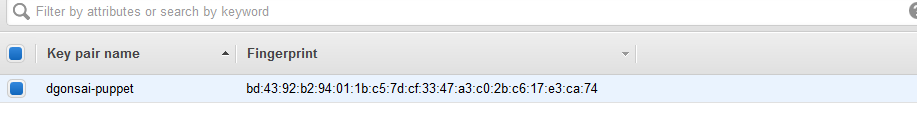 Filter by attributes or search by keyword
Key pair name Fingerprint
dgonsai-puppet bd:43:92:b2:94:01:1b:c5:7d:cf:33:47:a3:c0:2b:c6:17:e3:ca:74